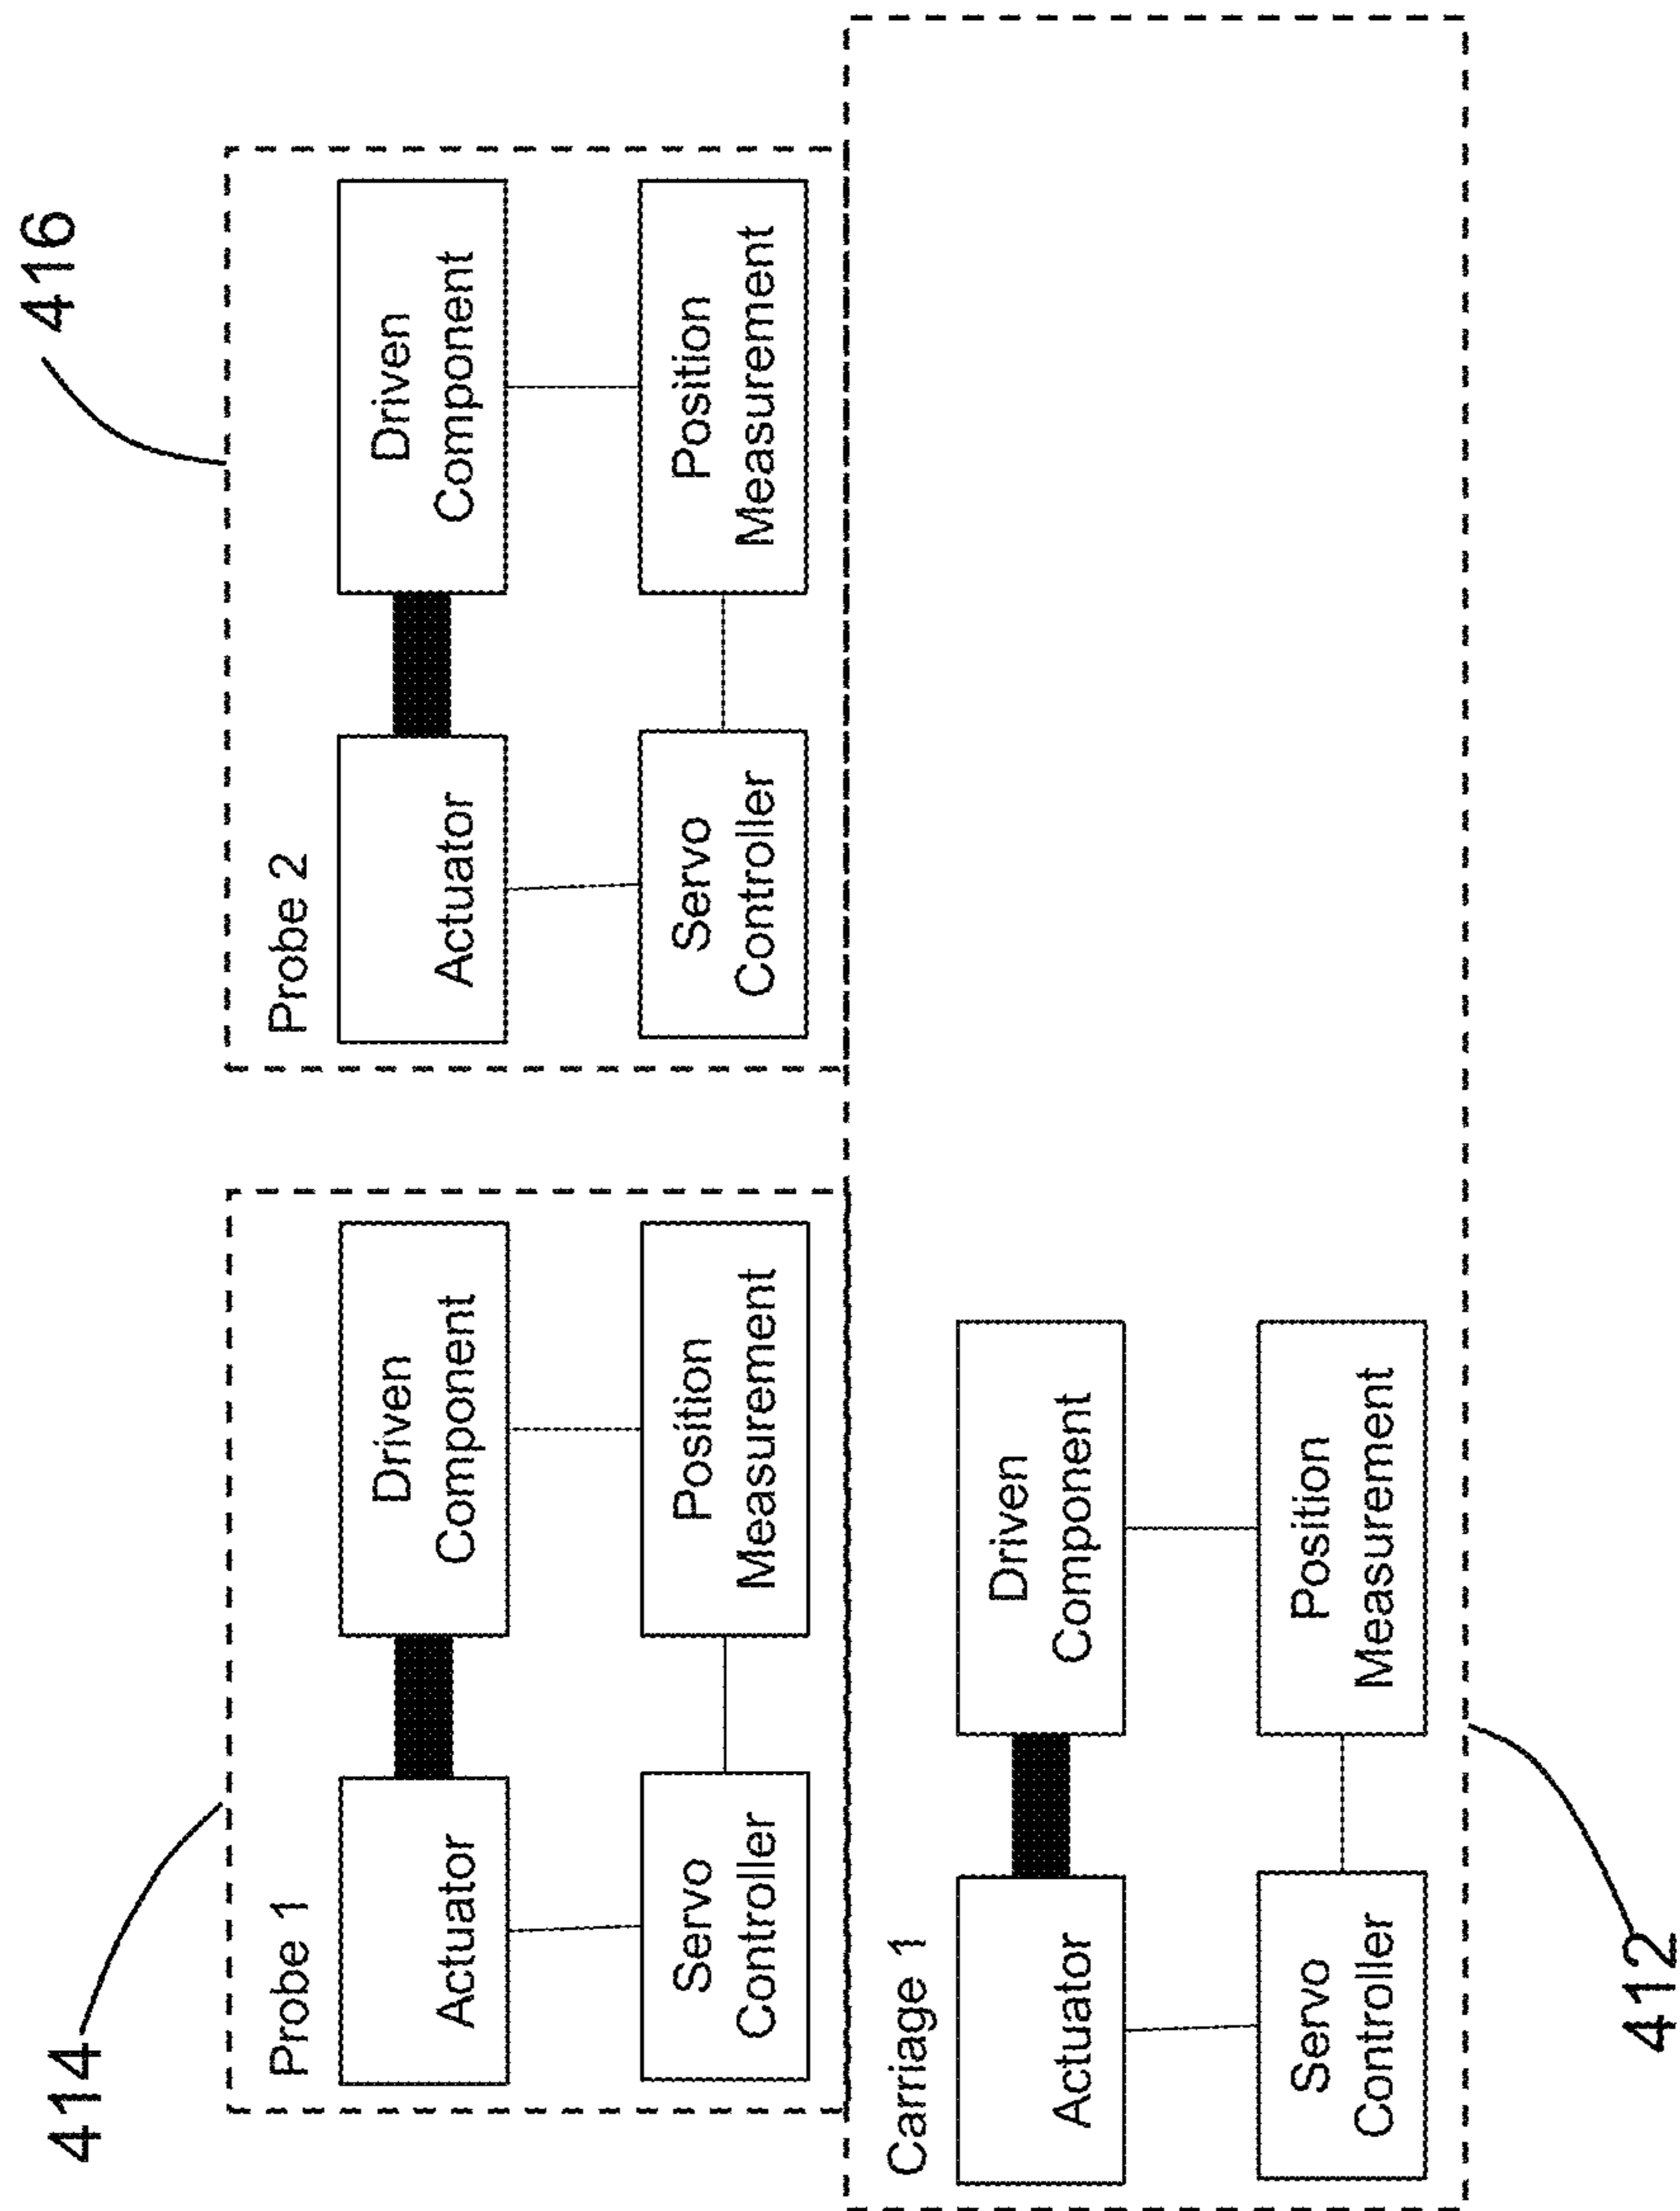 414
416
Probe 1
Actuator
Driven
Component
Servo
Controller
Position
Measurement
Probe 2
Actuator
Driven
Component
Servo
Controller
Position
Measurement
Carriage 1
Actuator
Driven
Component
Servo
Controller
Position
Measurement
412